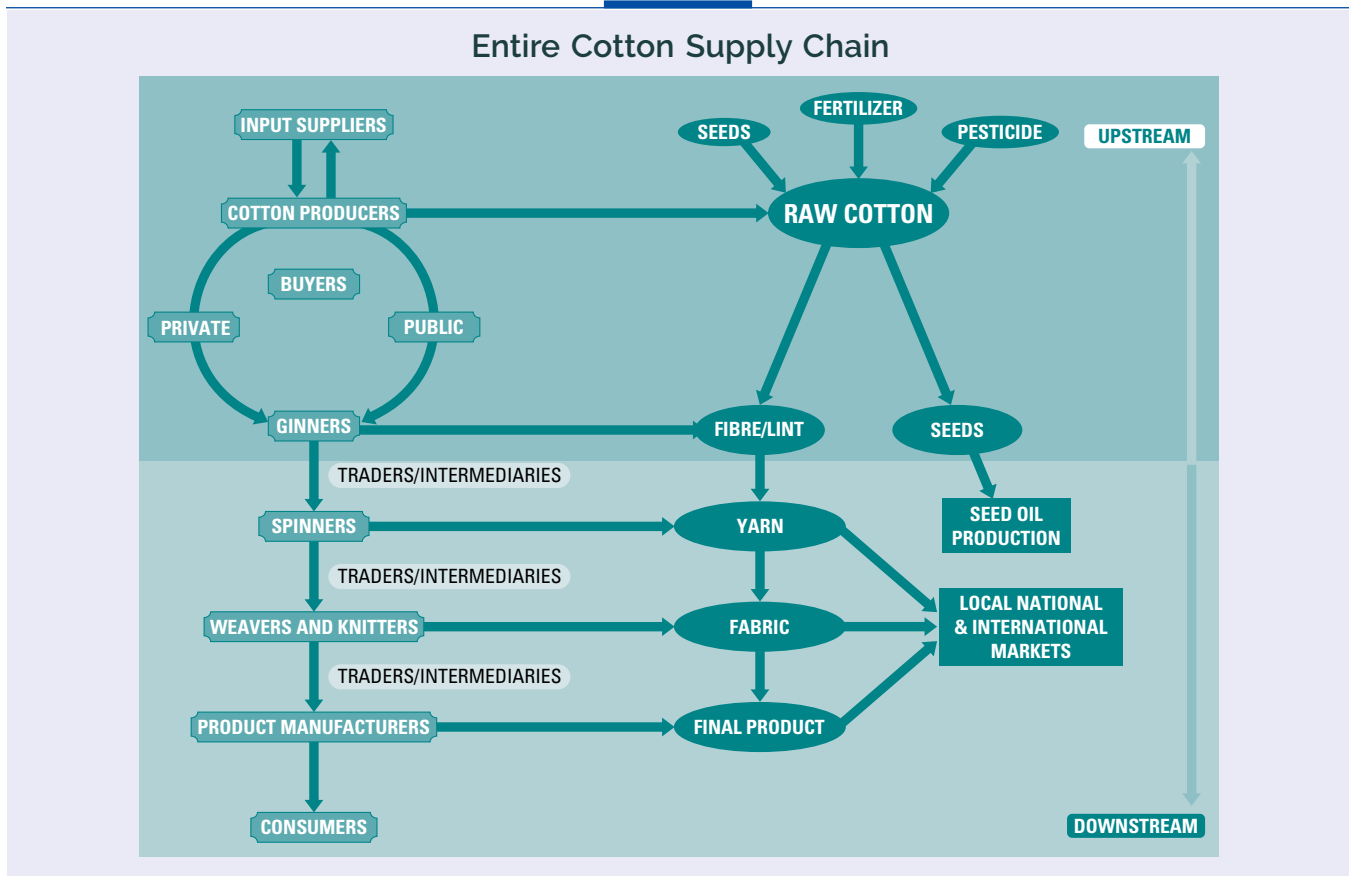 Entire Cotton Supply Chain
INPUT SUPPLIERS
SEEDS
FERTILIZER
PESTICIDE
UPSTREAM
COTTON PRODUCERS
RAW COTTON
BUYERS
PRIVATE
PUBLIC
GINNERS
FIBRE/LINT
SEEDS
TRADERS/INTERMEDIARIES
SPINNERS
YARN
SEED OIL
PRODUCTION
TRADERS/INTERMEDIARIES
WEAVERS AND KNITTERS
FABRIC
LOCAL NATIONAL
& INTERNATIONAL
MARKETS
TRADERS/INTERMEDIARIES
PRODUCT MANUFACTURERS
FINAL PRODUCT
CONSUMERS
DOWNSTREAM